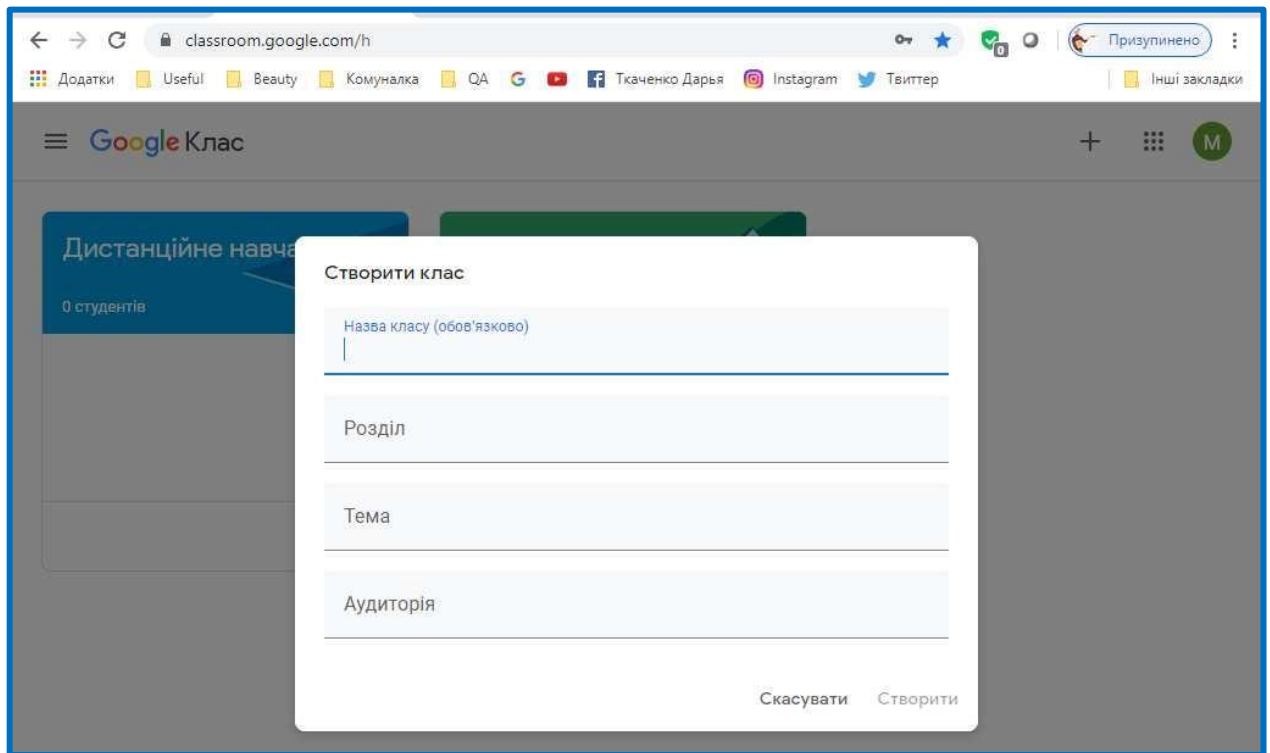 classroom.google.com/h
0
Призупинено
Додатки Useful Beauty Комуналка QA Ткаченко Дарья Instagram Твиттер Інші закладки
Google Клас
M
Дистанційне навча
0 студентів
Створити клас
Назва класу (обов'язково)
Розділ
Тема
Аудиторія
Скасувати Створити